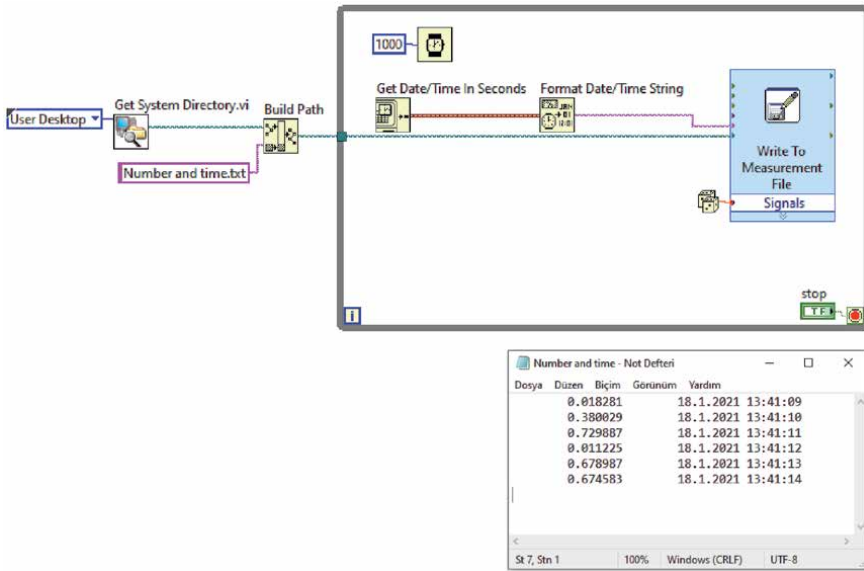 1000
Get Date/Time In Seconds
Format Date/Time String
Get System Directory.vi
Build Path
User Desktop
Number and time.txt
Write To
Measurement
File
Signals
stop
TF
i
Number and time - Not Defteri
Dosya Düzen Biçim Görünüm Yardım
0.018281 18.1.2021 13:41:09
0.380029 18.1.2021 13:41:10
0.729887 18.1.2021 13:41:11
0.011225 18.1.2021 13:41:12
0.678987 18.1.2021 13:41:13
0.674583 18.1.2021 13:41:14
St 7, Stn 1 100% Windows (CRLF) UTF-8